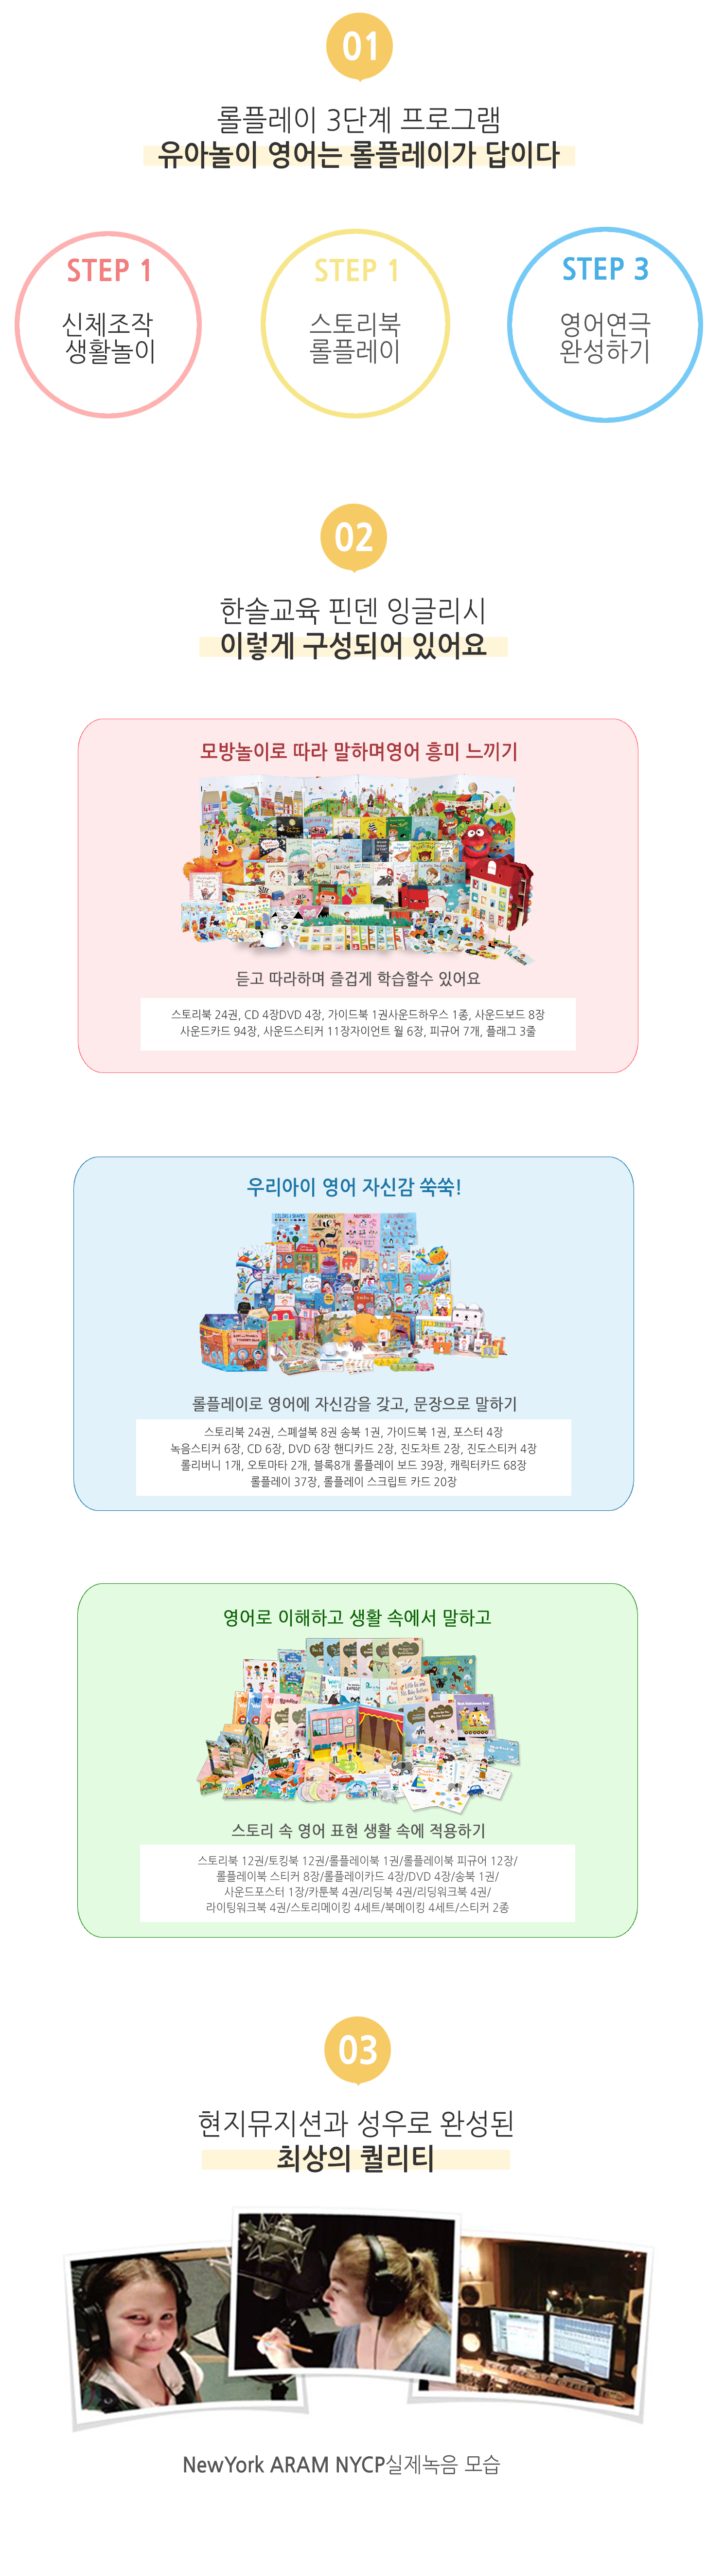 01
롤플레이 3단계 프로그램
유아놀이 영어는 롤플레이가 답이다
STEP 1
신체조작
생활놀이
STEP 1
스토리북
롤플레이
STEP 3
영어연극
완성하기
02
한솔교육 핀덴 잉글리시
이렇게 구성되어 있어요
모방놀이로 따라 말하며영어 흥미 느끼기
듣고 따라하며 즐겁게 학습할수 있어요
스토리북 24권, CD 4장DVD 4장, 가이드북 1권사운드하우스 1종, 사운드보드 8장
사운드카드 94장, 사운드스티커 11장자이언트 월 6장, 피규어 7개, 플래그 3줄
우리아이 영어 자신감 쑥쑥!
COLORS & SHAPES
ANIMALS
NUMBERS
롤플레이로 영어에 자신감을 갖고, 문장으로 말하기
스토리북 24권, 스페셜북 8권 송북 1권, 가이드북 1권, 포스터 4장
녹음스티커 6장, CD 6장, DVD 6장 핸디카드 2장, 진도차트 2장, 진도스티커 4장
롤리버니 1개, 오토마타 2개, 블록8개 롤플레이 보드 39장, 캐릭터카드 68장
롤플레이 37장, 롤플레이 스크립트 카드 20장
영어로 이해하고 생활 속에서 말하고
스토리 속 영어 표현 생활 속에 적용하기
스토리북 12권/토킹북 12권/롤플레이북 1권/롤플레이북 피규어 12장/
롤플레이북 스티커 8장/롤플레이카드 4장/DVD 4장/송북 1권/
사운드포스터 1장/카툰북 4권/리딩북 4권/리딩워크북 4권/
라이팅워크북 4권/스토리메이킹 4세트/북메이킹 4세트/스티커 2종
03
현지뮤지션과 성우로 완성된
최상의 퀄리티
NewYork ARAM NYCP실제녹음 모습